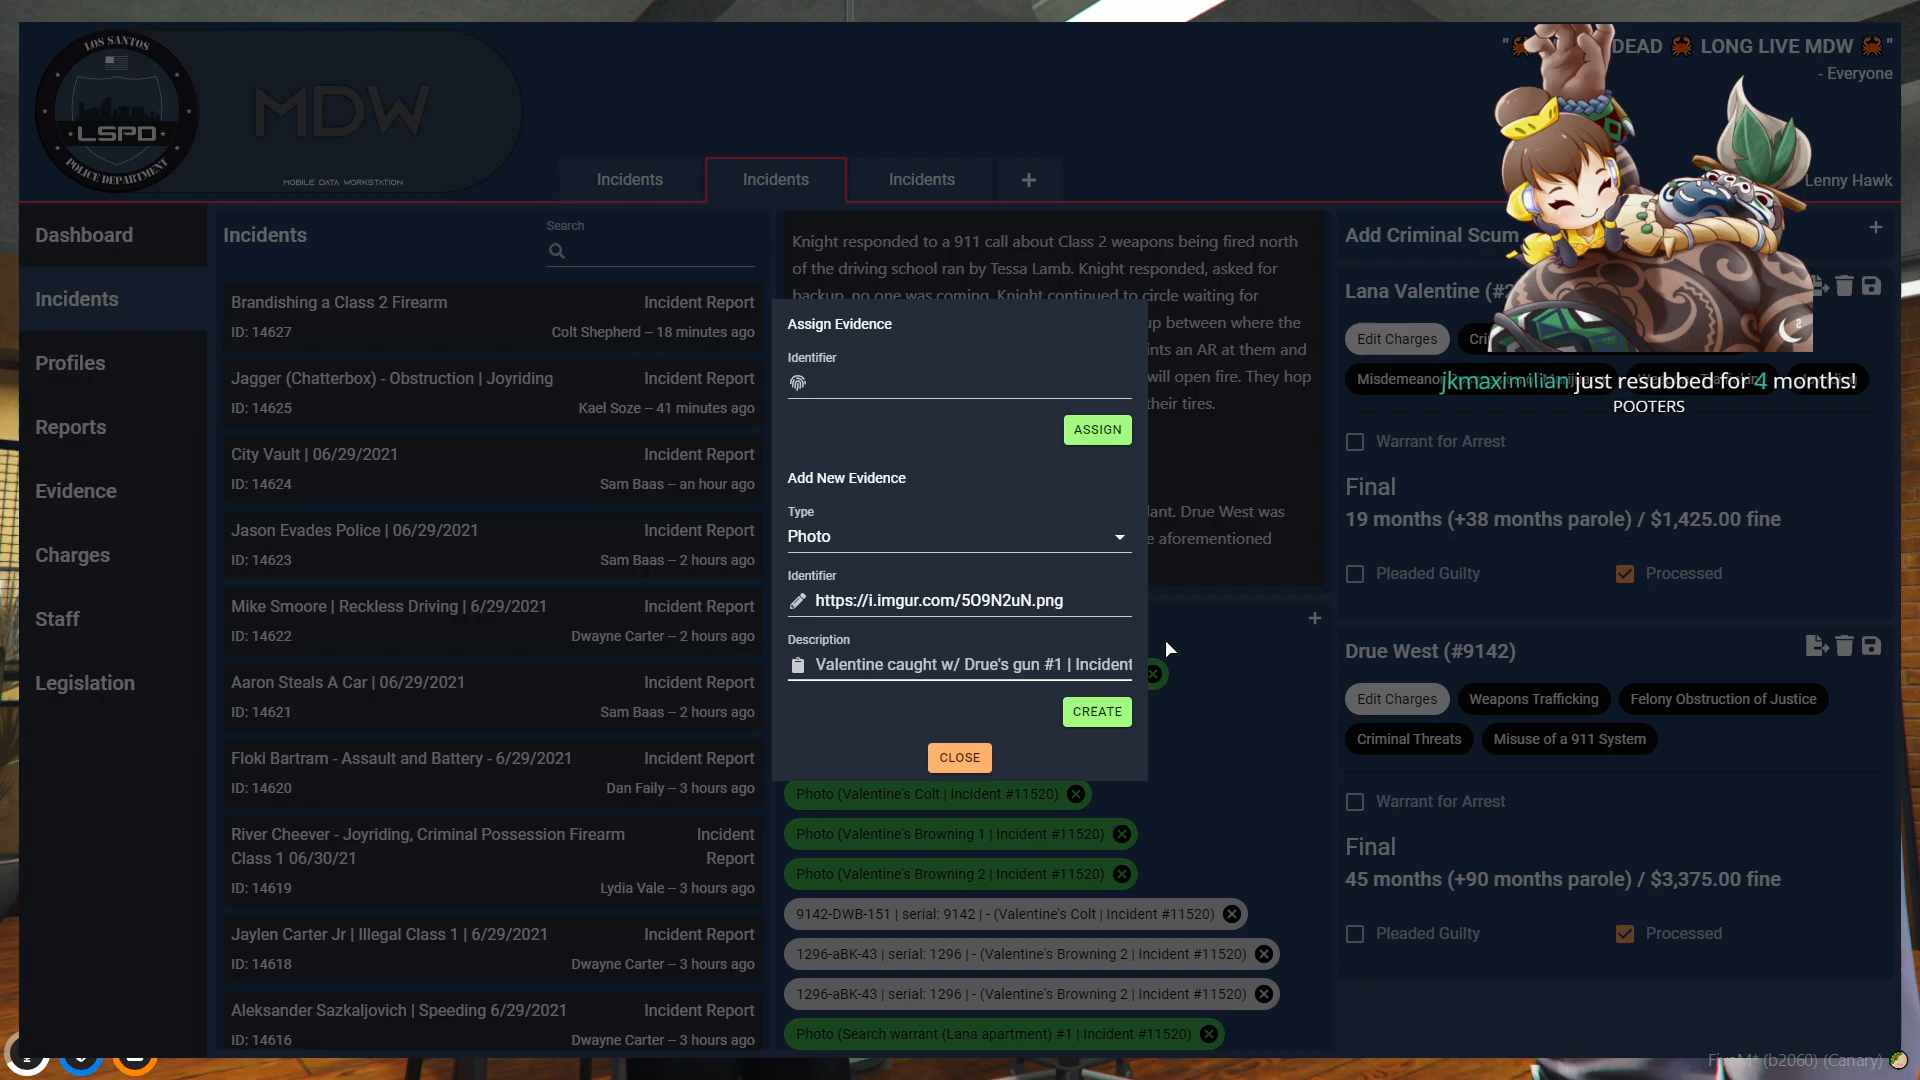 LOS SANTOS
LSPD
POLICE DEPARTMENT
MDW
MOBILE DATA WORKSTATION
Incidents
Incidents
Incidents
+
"
DEAD 🦀 LONG LIVE MDW 🦀 "
- Everyone
Lenny Hawk
Dashboard
Incidents
Profiles
Reports
Evidence
Charges
Staff
Legislation
Incidents
Search
Brandishing a Class 2 Firearm
Incident Report
ID: 14627
Colt Shepherd – 18 minutes ago
Jagger (Chatterbox) - Obstruction | Joyriding
Incident Report
ID: 14625
Kael Soze – 41 minutes ago
City Vault | 06/29/2021
Incident Report
ID: 14624
Sam Baas – an hour ago
Jason Evades Police | 06/29/2021
Incident Report
ID: 14623
Sam Baas – 2 hours ago
Mike Smoore | Reckless Driving | 6/29/2021
Incident Report
ID: 14622
Dwayne Carter – 2 hours ago
Aaron Steals A Car | 06/29/2021
Incident Report
ID: 14621
Sam Baas – 2 hours ago
Floki Bartram - Assault and Battery - 6/29/2021
Incident Report
ID: 14620
Dan Faily – 3 hours ago
River Cheever - Joyriding, Criminal Possession Firearm
Class 1 06/30/21
Incident
Report
ID: 14619
Lydia Vale – 3 hours ago
Jaylen Carter Jr | Illegal Class 1 | 6/29/2021
Incident Report
ID: 14618
Dwayne Carter – 3 hours ago
Aleksander Sazkaljovich | Speeding 6/29/2021
Incident Report
ID: 14616
Dwayne Carter – 3 hours ago
Knight responded to a 911 call about Class 2 weapons being fired north
of the driving school ran by Tessa Lamb. Knight responded, asked for
backup, no one was coming. Knight continued to circle waiting for
up between where the
ints an AR at them and
will open fire. They hop
their tires.
lant. Drue West was
e aforementioned
+
Assign Evidence
Identifier
ASSIGN
Add New Evidence
Type
Photo
Identifier
https://i.imgur.com/5O9N2uN.png
Description
Valentine caught w/ Drue's gun #1 | Incident
CREATE
CLOSE
Photo (Valentine's Colt | Incident #11520)
Photo (Valentine's Browning 1 | Incident #11520)
Photo (Valentine's Browning 2 | Incident #11520)
9142-DWB-151 | serial: 9142 | - (Valentine's Colt | Incident #11520)
1296-aBK-43 | serial: 1296 | - (Valentine's Browning 2 | Incident #11520)
1296-aBK-43 | serial: 1296 | - (Valentine's Browning 2 | Incident #11520)
Photo (Search warrant (Lana apartment) #1 | Incident #11520)
Add Criminal Scum
+
Lana Valentine (#2
Edit Charges
Cri
Misdemeanor
jkmaximilian just resubbed for 4 months!
POOTERS
Warrant for Arrest
Final
19 months (+38 months parole) / $1,425.00 fine
Pleaded Guilty
Processed
Drue West (#9142)
Edit Charges
Weapons Trafficking
Felony Obstruction of Justice
Criminal Threats
Misuse of a 911 System
Warrant for Arrest
Final
45 months (+90 months parole) / $3,375.00 fine
Pleaded Guilty
Processed
FiveM* (b2060) (Canary)